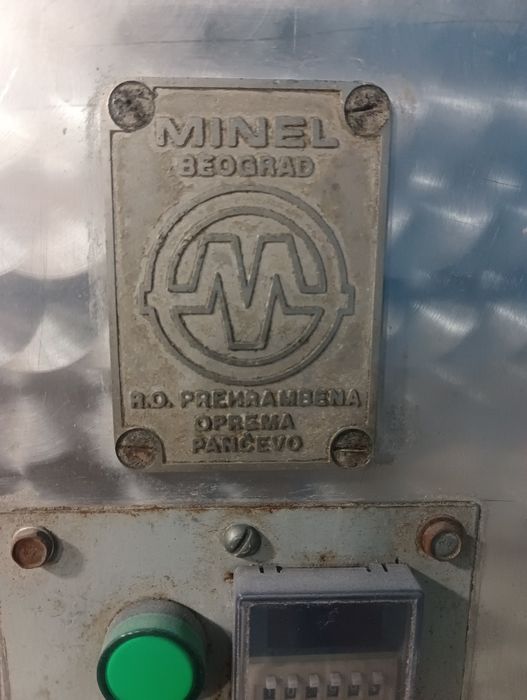 MINEL
BEOGRAD
M
R.O. PREHRAMBENA
OPREMA
PANČEVO